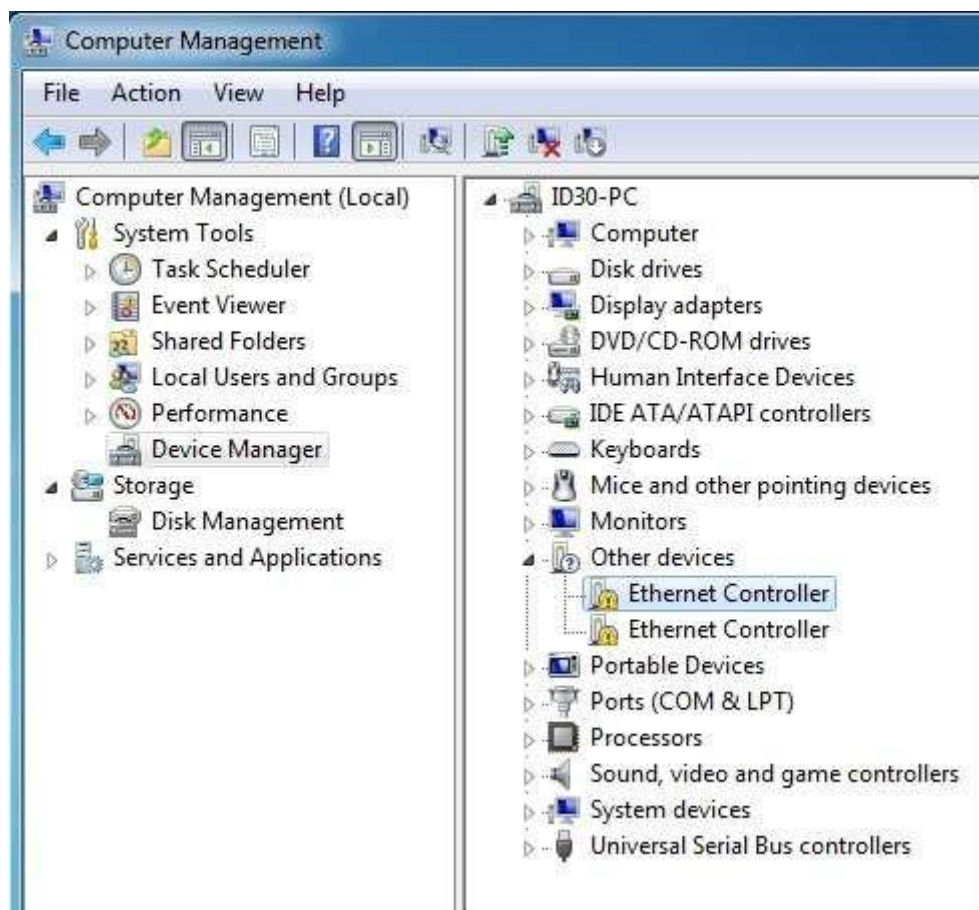 Computer Management
File Action View Help
Computer Management (Local)
System Tools
Task Scheduler
Event Viewer
Shared Folders
Local Users and Groups
Performance
Device Manager
Storage
Disk Management
Services and Applications
ID30-PC
Computer
Disk drives
Display adapters
DVD/CD-ROM drives
Human Interface Devices
IDE ATA/ATAPI controllers
Keyboards
Mice and other pointing devices
Monitors
Other devices
Ethernet Controller
Ethernet Controller
Portable Devices
Ports (COM & LPT)
Processors
Sound, video and game controllers
System devices
Universal Serial Bus controllers